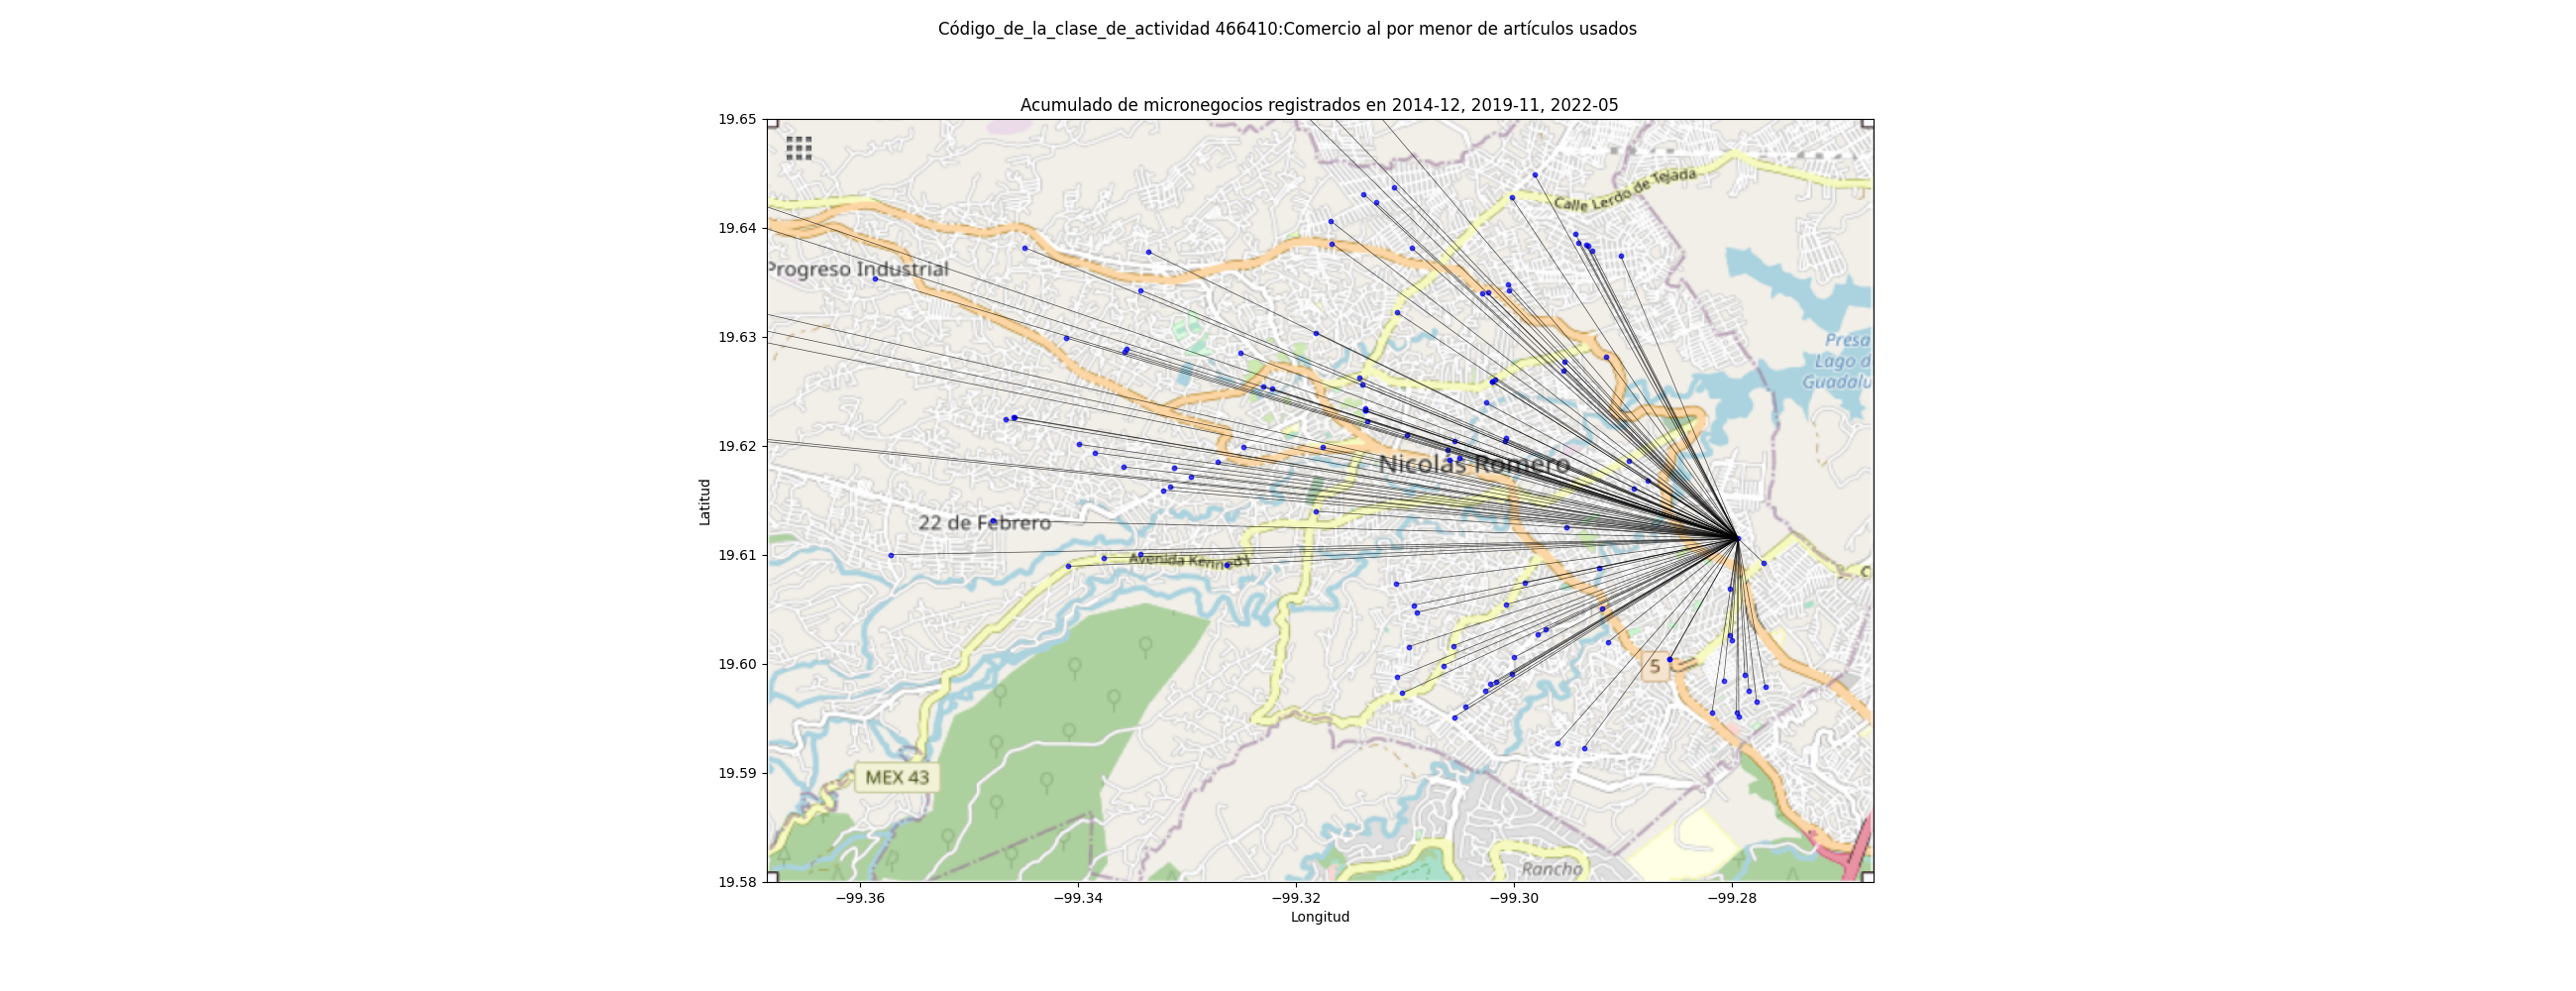 Código_de_la_clase_de_actividad 466410:Comercio al por menor de artículos usados
Acumulado de micronegocios registrados en 2014-12, 2019-11, 2022-05
19.65
19.64
19.63
19.62
19.61
19.60
19.59
19.58
Latitud
Calle Lerdo de Tejada
Progreso Industrial
Presa
Lago d
Guadalu
Nicolás Romero
22 de Febrero
Avenida Kennedy
5
MEX 43
Rancho
−99.36
−99.34
−99.32
−99.30
−99.28
Longitud